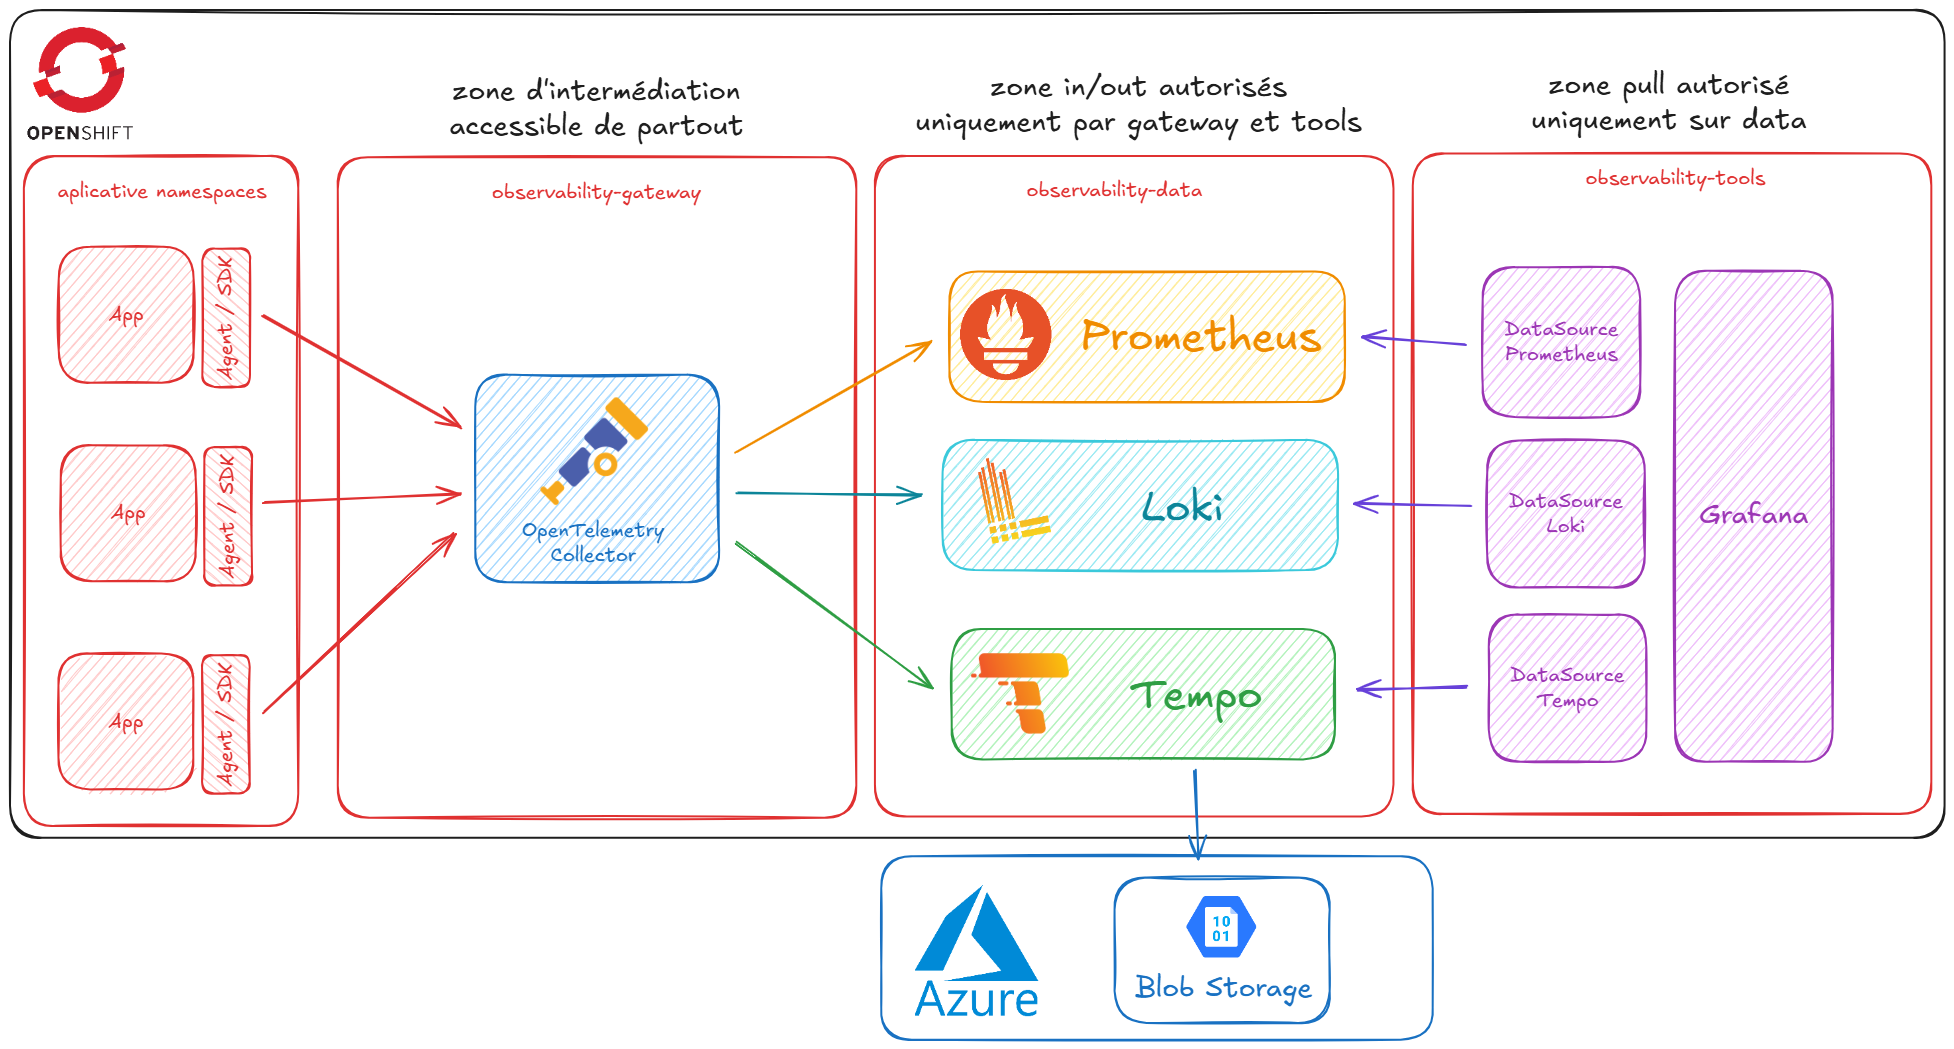 OPENSHIFT
zone d'intermédiation
accessible de partout
zone in/out autorisés
uniquement par gateway et tools
zone pull autorisé
uniquement sur data
aplicative namespaces
App
Agent / SDK
App
Agent / SDK
App
Agent / SDK
observability-gateway
OpenTelemetry
Collector
observability-data
Prometheus
Loki
Tempo
observability-tools
DataSource
Prometheus
DataSource
Loki
DataSource
Tempo
Grafana
Azure
10
01
Blob Storage